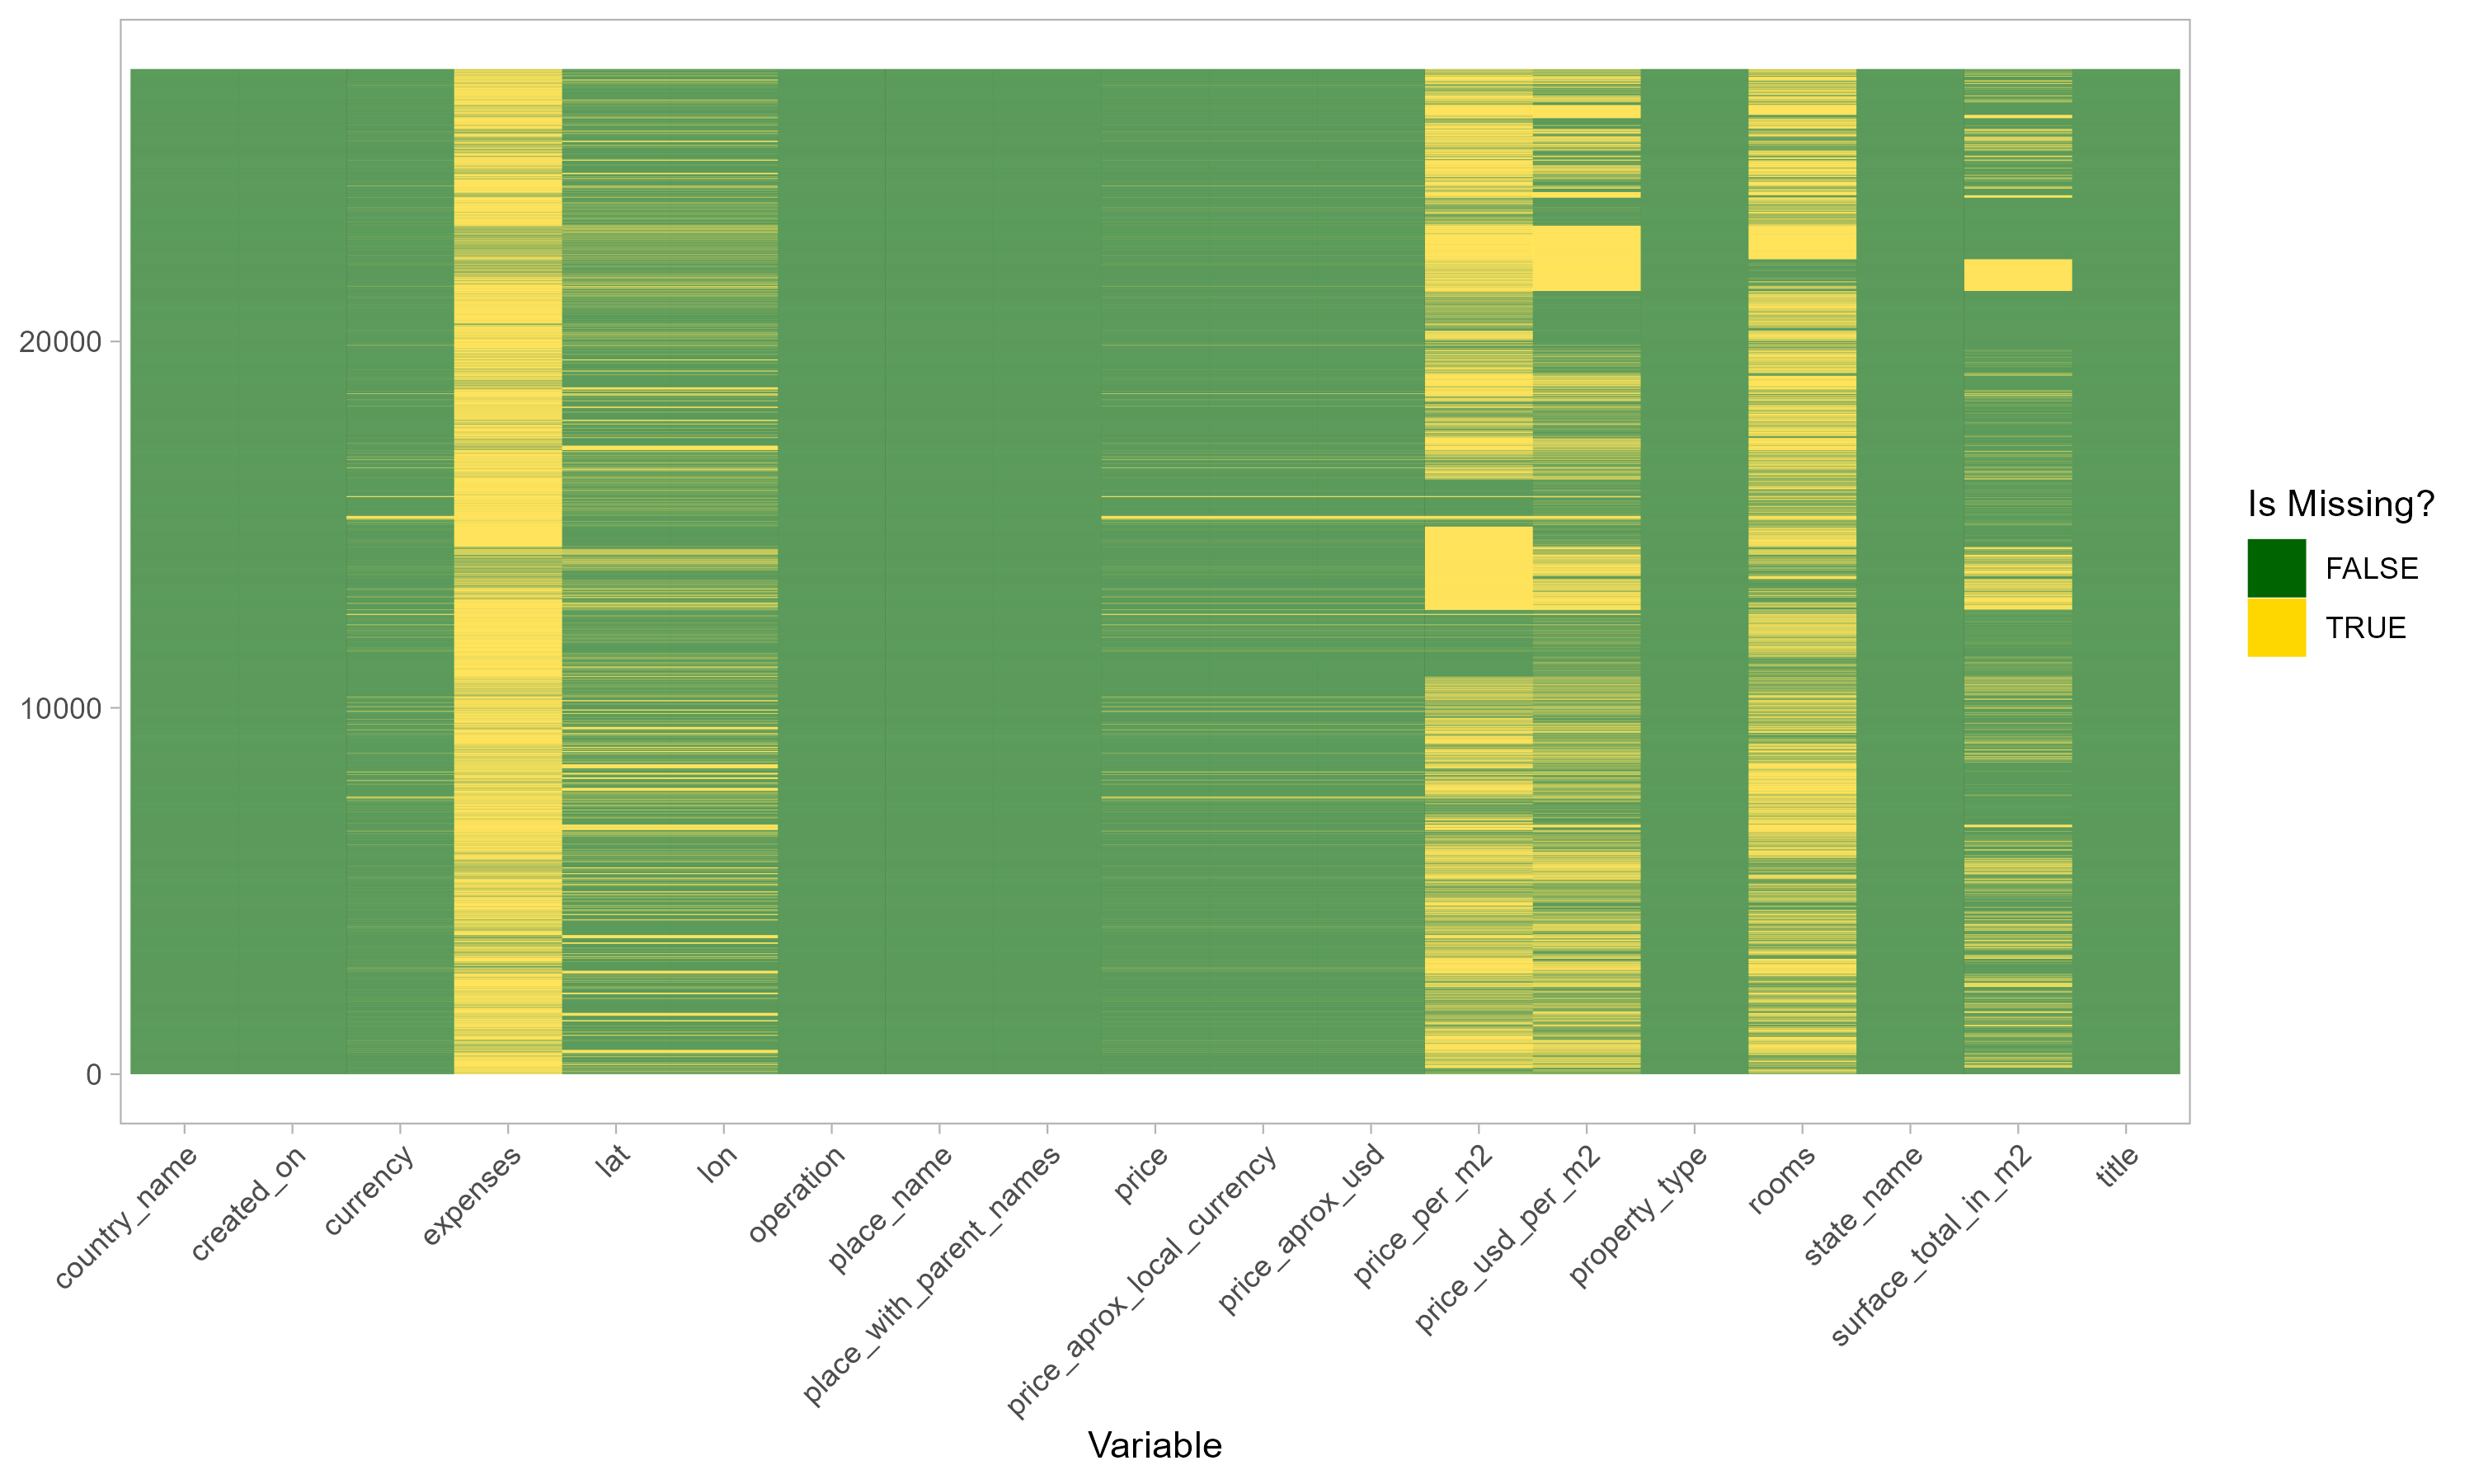 20000
10000
0
country_name
created_on
currency
expenses
lat
lon
operation
place_name
place_with_parent_names
price
price_aprox_local_currency
price_aprox_usd
price_per_m2
price_usd_per_m2
property_type
rooms
state_name
surface_total_in_m2
title
Variable
Is Missing?
FALSE
TRUE